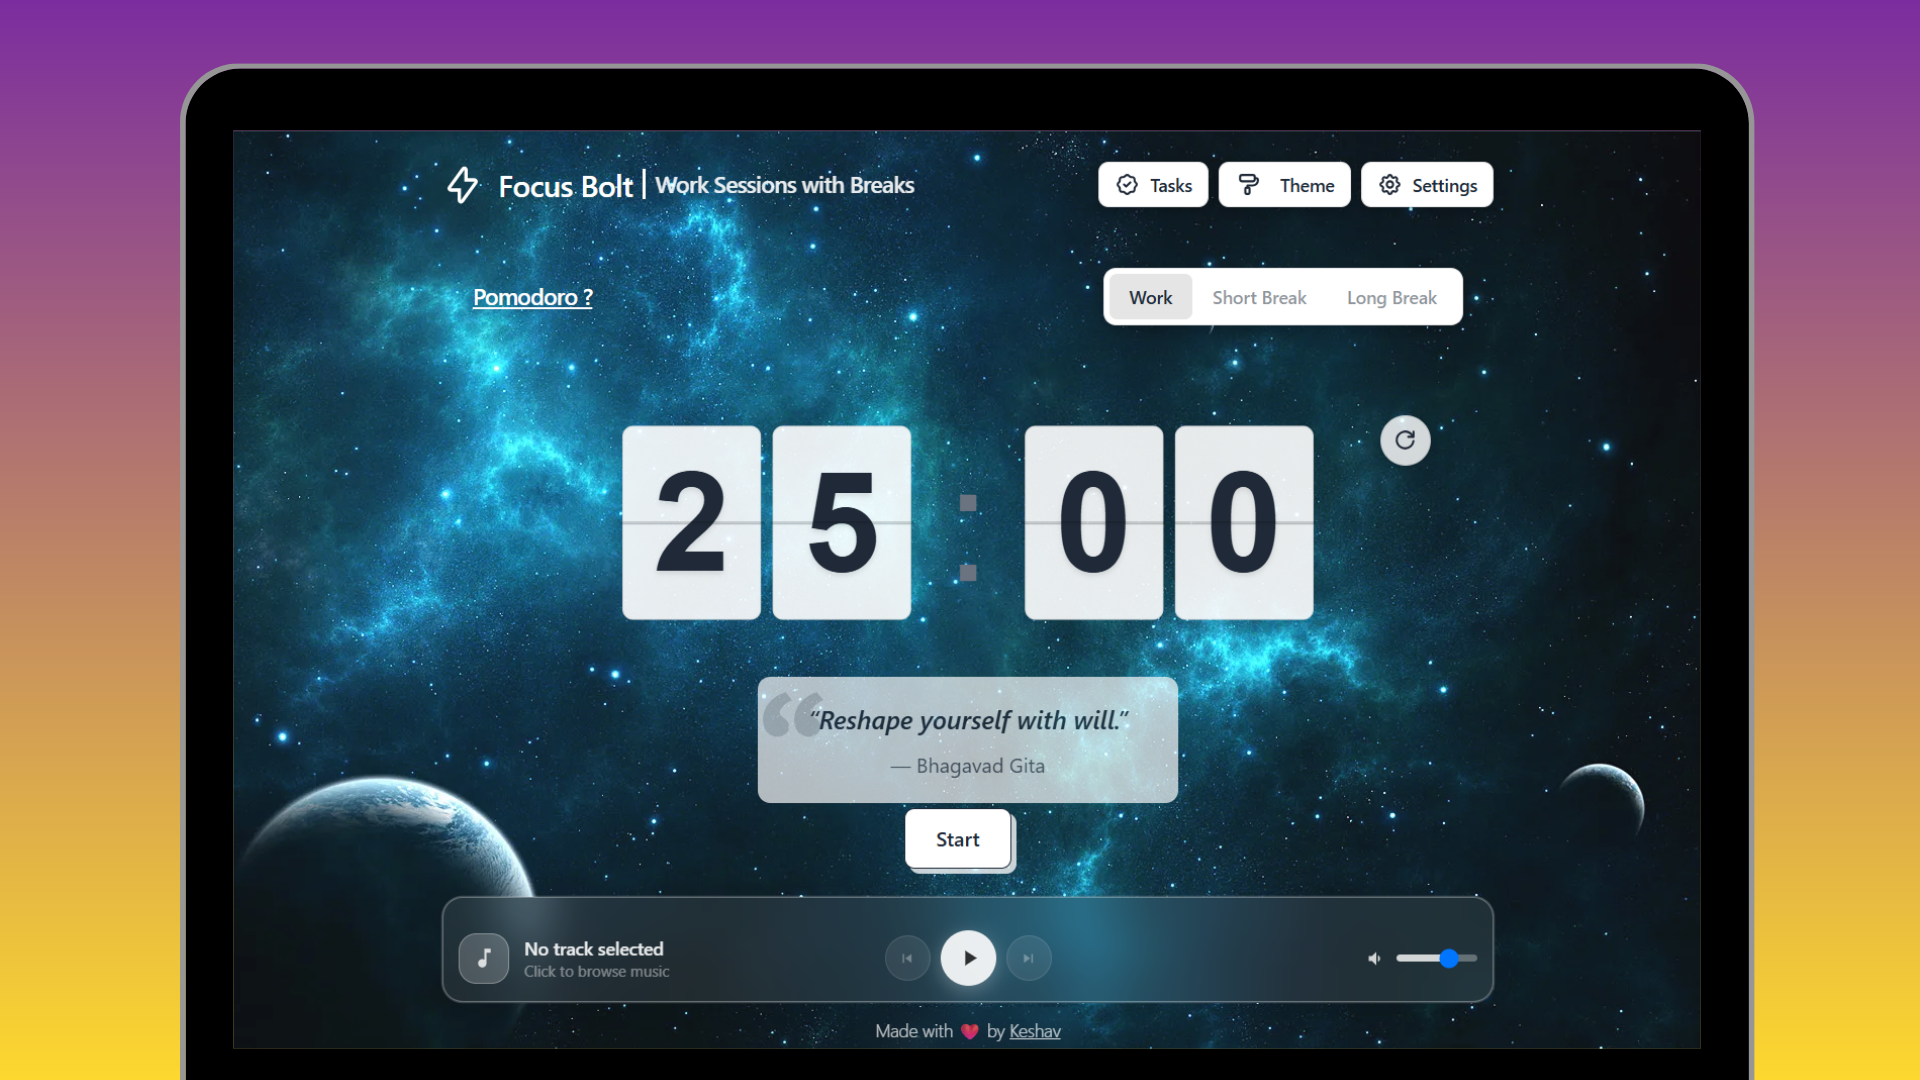 Focus Bolt | Work Sessions with Breaks
Tasks
Theme
Settings
Pomodoro ?
Work
Short Break
Long Break
25:00
“Reshape yourself with will.”
— Bhagavad Gita
Start
No track selected
Click to browse music
Made with ❤️ by Keshav